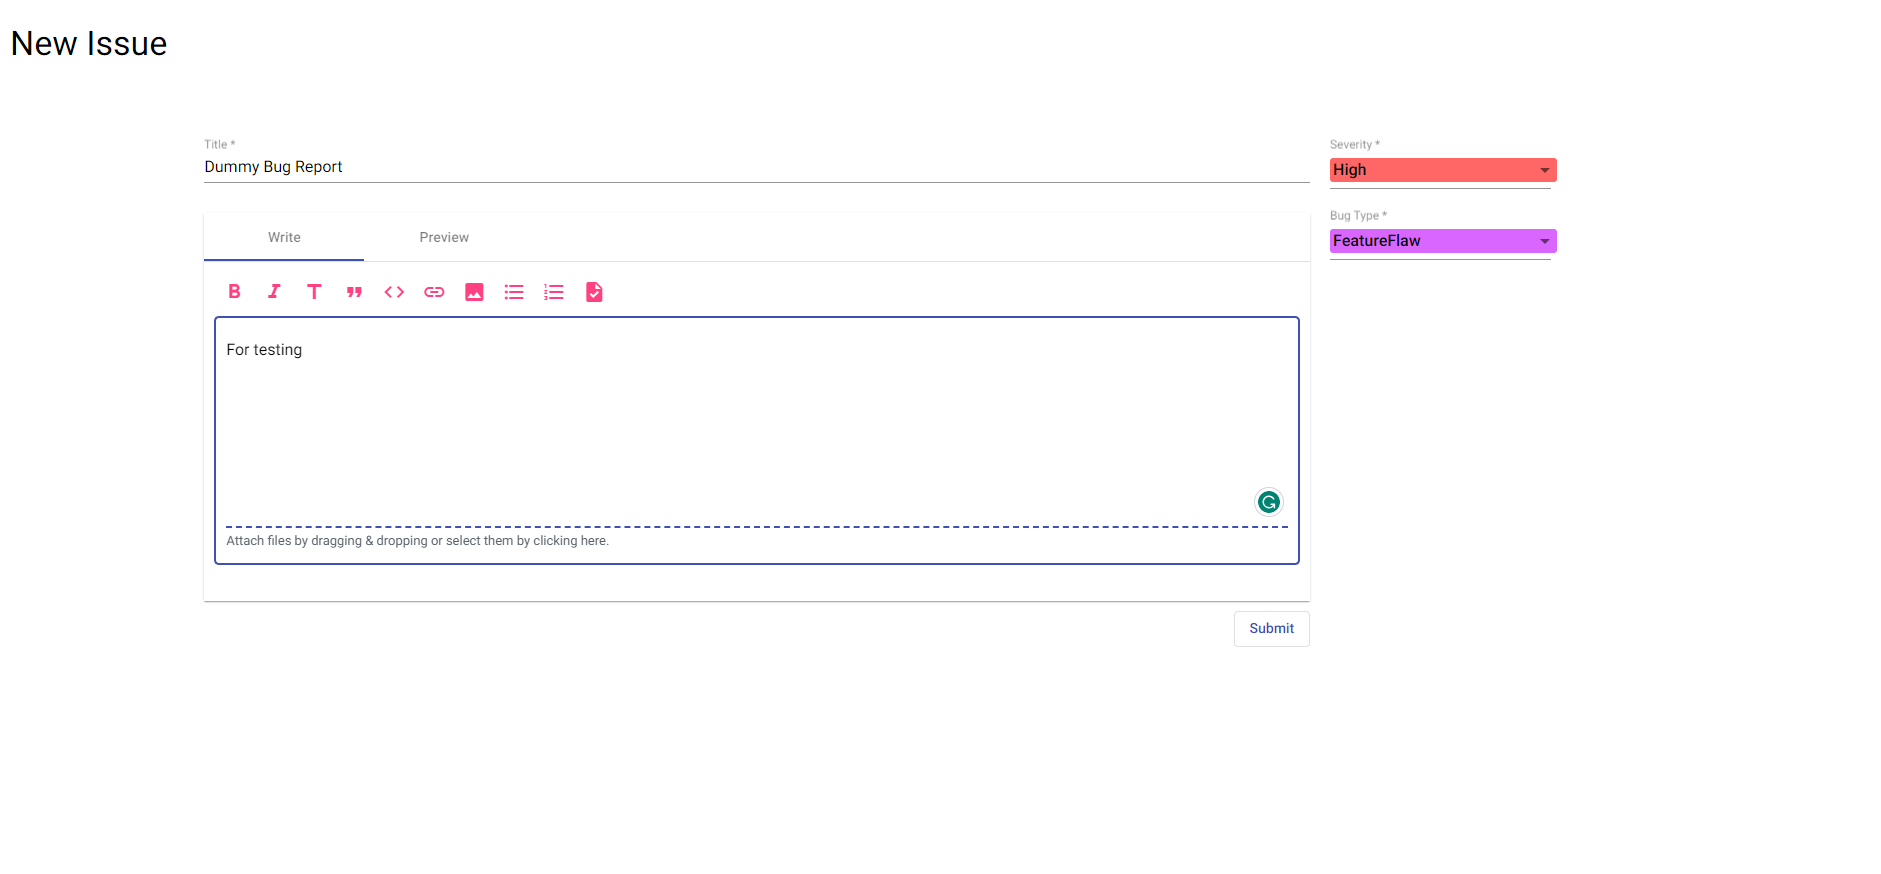 New Issue
Title *
Dummy Bug Report
Severity *
High
Bug Type *
FeatureFlaw
Write
Preview
For testing
Attach files by dragging & dropping or select them by clicking here.
Submit